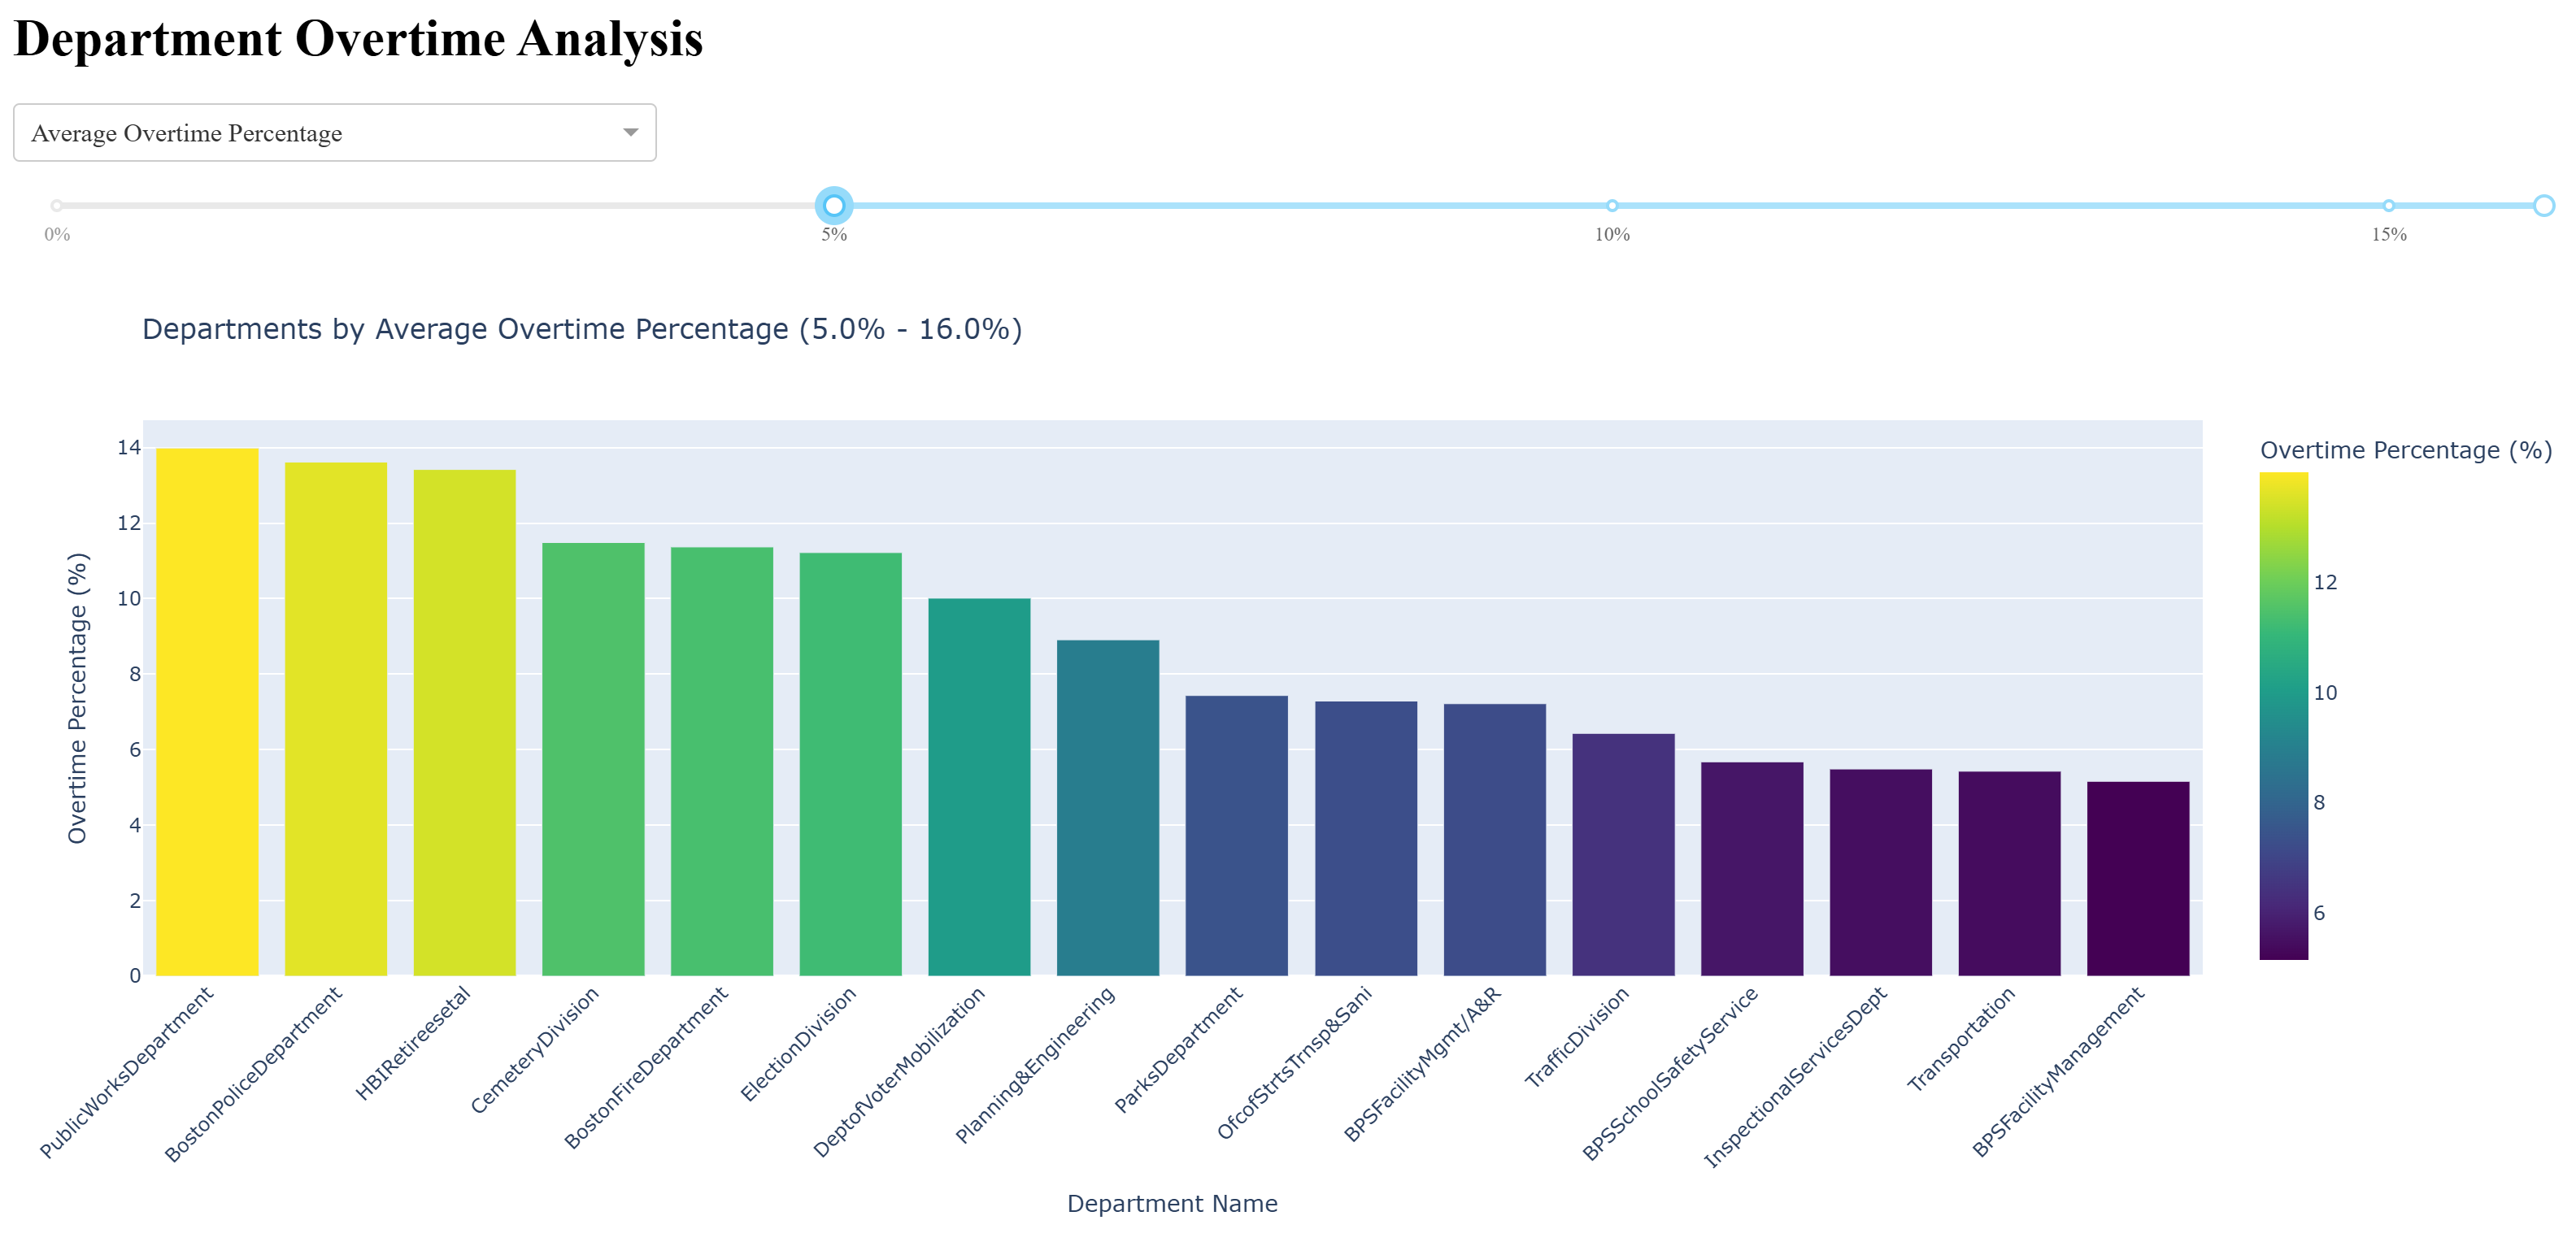 Department Overtime Analysis
Average Overtime Percentage
0% 5% 10% 15%
Departments by Average Overtime Percentage (5.0% - 16.0%)
Overtime Percentage (%)
14
12
10
8
6
4
2
0
Overtime Percentage (%)
12
10
8
6
PublicWorksDepartment
BostonPoliceDepartment
HBIRetireesetal
CemeteryDivision
BostonFireDepartment
ElectionDivision
DeptofVoterMobilization
Planning&Engineering
ParksDepartment
OfcofStrtsTrnsp&Sani
BPSFacilityMgmt/A&R
TrafficDivision
BPSSchoolSafetyService
InspectionalServicesDept
Transportation
BPSFacilityManagement
Department Name